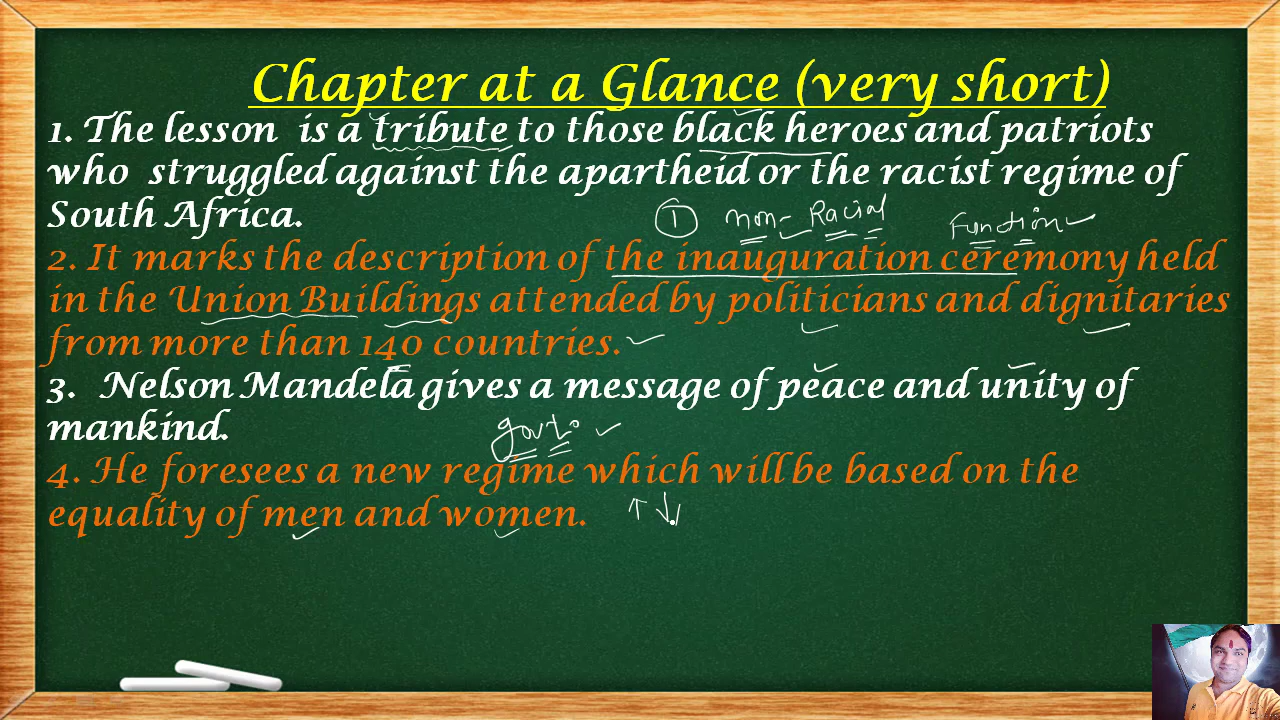 Chapter at a Glance (very short)
1. The lesson is a tribute to those black heroes and patriots
who struggled against the apartheid or the racist regime of
South Africa.
① non-Racial Function
2. It marks the description of the inauguration ceremony held
in the Union Buildings attended by politicians and dignitaries
from more than 140 countries.
3. Nelson Mandela gives a message of peace and unity of
mankind.
govt.
4. He foresees a new regime which will be based on the
equality of men and women.